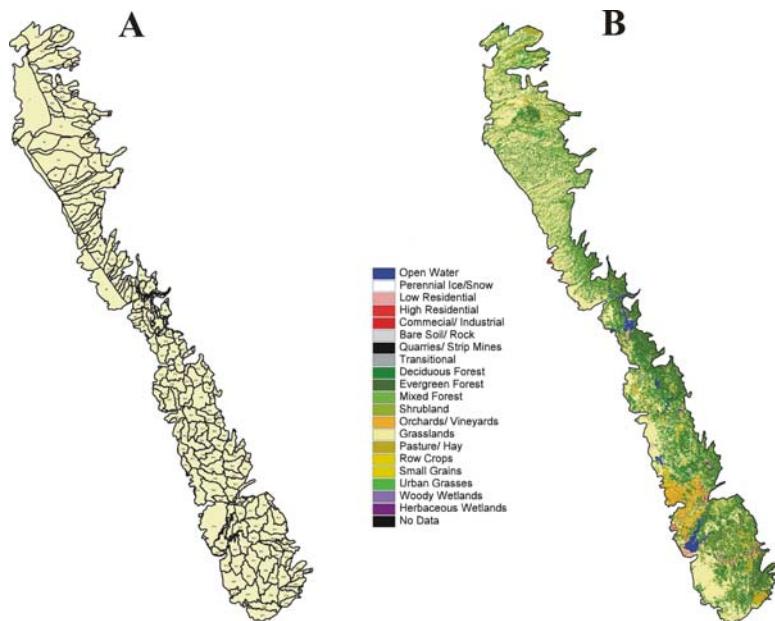 A
B
Open Water
Perennial Ice/Snow
Low Residential
High Residential
Commecial/ Industrial
Bare Soil/ Rock
Quarries/ Strip Mines
Transitional
Deciduous Forest
Evergreen Forest
Mixed Forest
Shrubland
Orchards/ Vineyards
Grasslands
Pasture/ Hay
Row Crops
Small Grains
Urban Grasses
Woody Wetlands
Herbaceous Wetlands
No Data